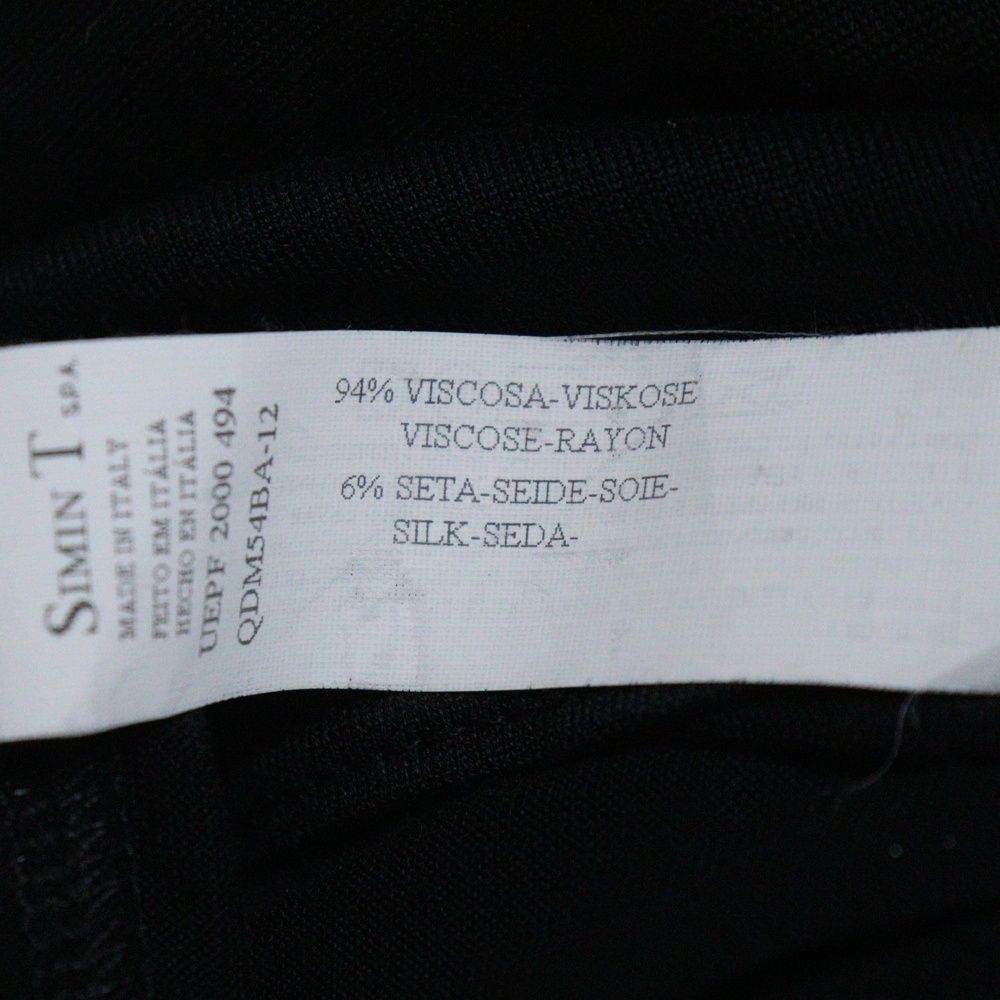 SIMIN T S.P.A.
MADE IN ITALY
FEITO EM ITÁLIA
HECHO EN ITÁLIA
UEPF 2000 494
QDM54BA-12
94% VISCOSA-VISKOSE
VISCOSE-RAYON
6% SETA-SEIDE-SOIE-
SILK-SEDA-